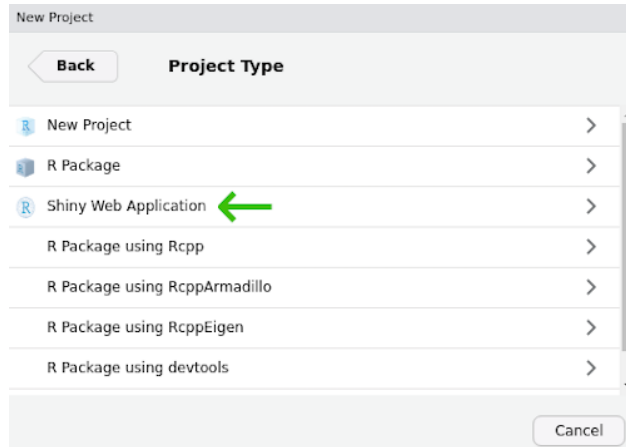 New Project
Back
Project Type
New Project
R Package
Shiny Web Application
R Package using Rcpp
R Package using RcppArmadillo
R Package using RcppEigen
R Package using devtools
Cancel